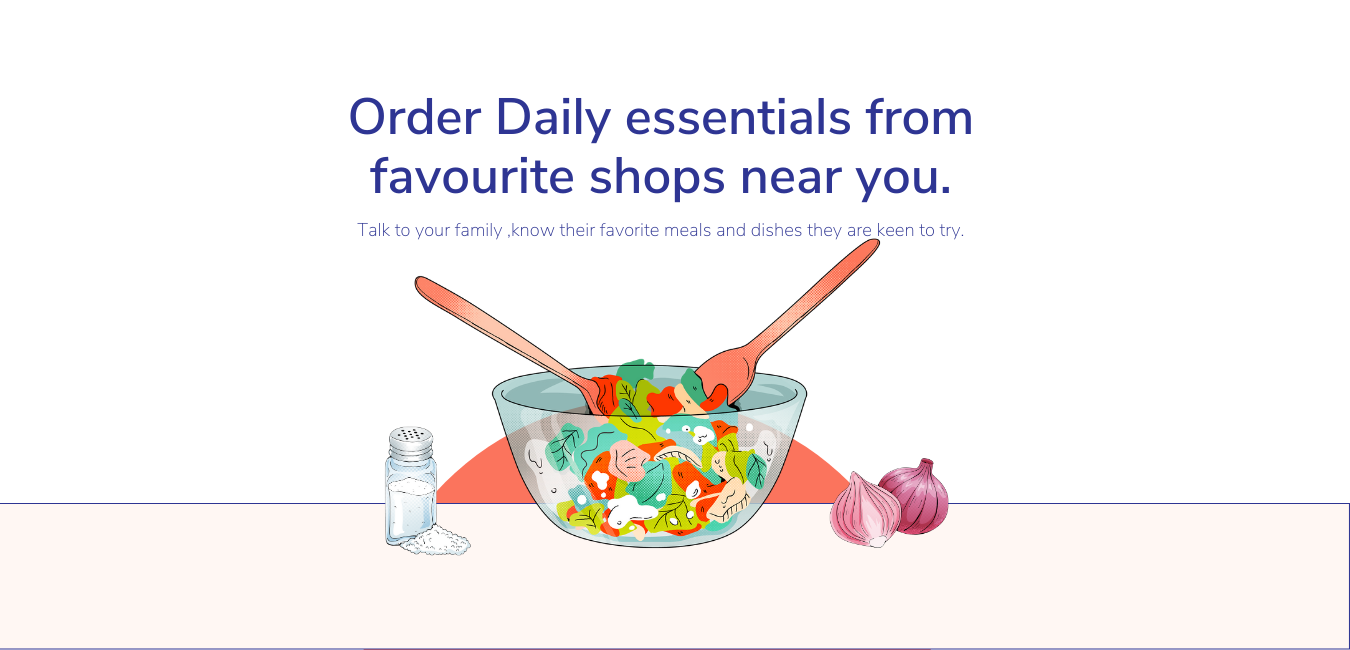 Order Daily essentials from
favourite shops near you.
Talk to your family ,know their favorite meals and dishes they are keen to try.